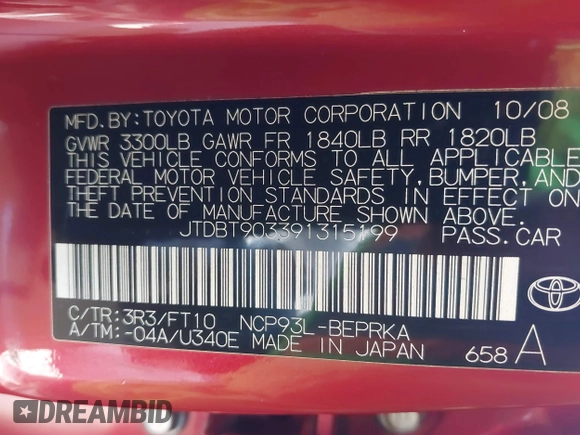 MFD.BY:TOYOTA MOTOR CORPORATION 10/08
GVWR 3300LB GAWR FR 1840LB RR 1820LB
THIS VEHICLE CONFORMS TO ALL APPLICABLE
FEDERAL MOTOR VEHICLE SAFETY,BUMPER,AND
THEFT PREVENTION STANDARDS IN EFFECT ON
THE DATE OF MANUFACTURE SHOWN ABOVE.
JTDBT903391315199 PASS.CAR
C/TR:3R3/FT10 NCP93L-BEPRKA
A/TM:-04A/U340E MADE IN JAPAN
658 A
DREAMBID